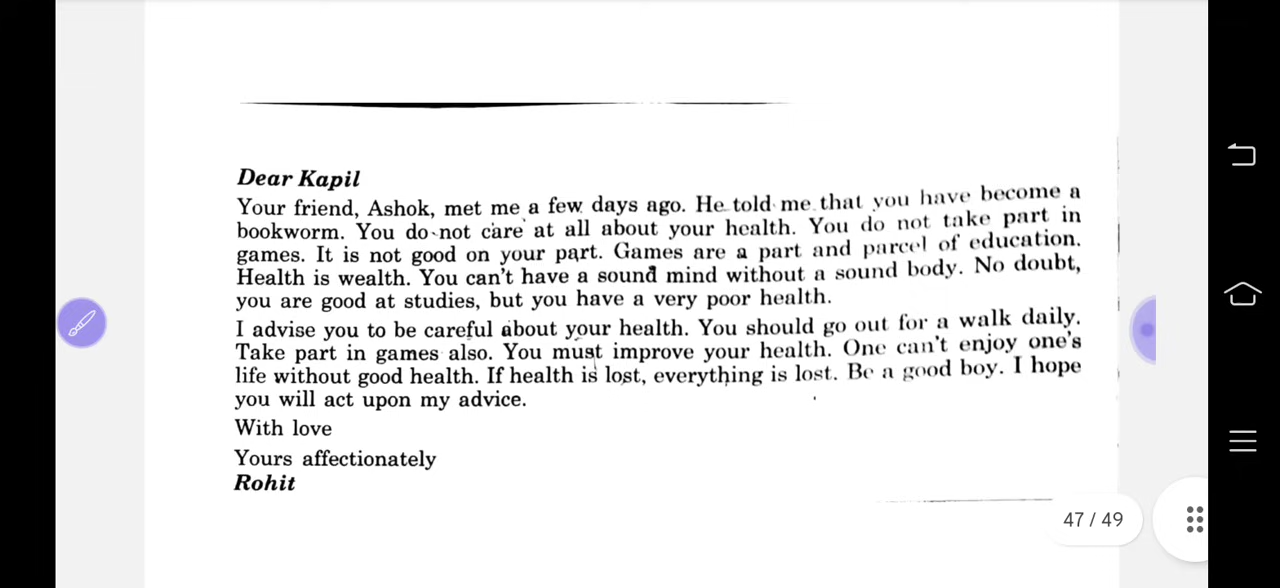 Dear Kapil
Your friend, Ashok, met me a few days ago. He told me that you have become a
bookworm. You do not care at all about your health. You do not take part in
games. It is not good on your part. Games are a part and parcel of education.
Health is wealth. You can't have a sound mind without a sound body. No doubt,
you are good at studies, but you have a very poor health.
I advise you to be careful about your health. You should go out for a walk daily.
Take part in games also. You must improve your health. One can't enjoy one's
life without good health. If health is lost, everything is lost. Be a good boy. I hope
you will act upon my advice.
With love
Yours affectionately
Rohit
47 / 49